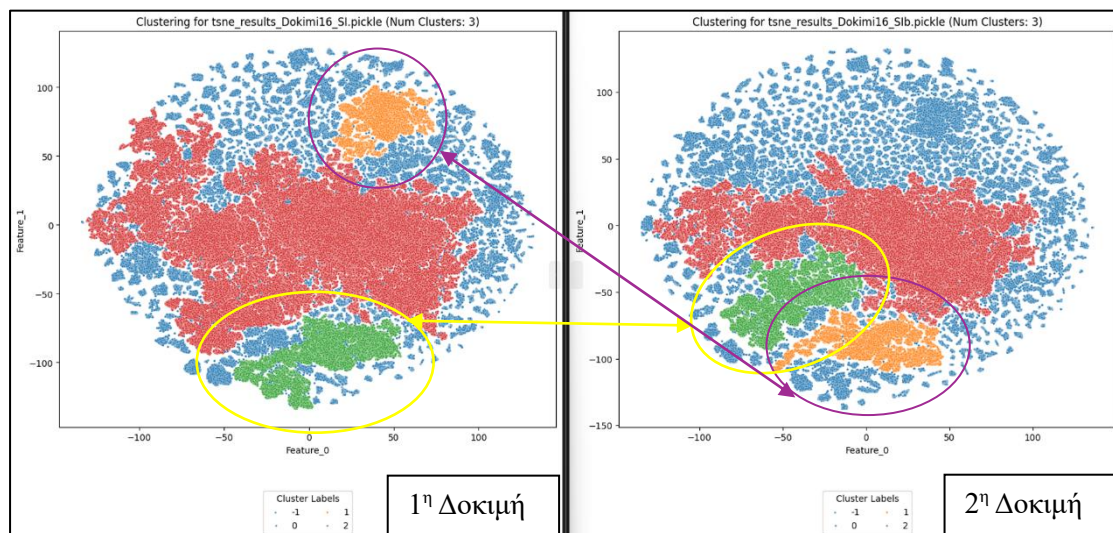 Clustering for tsne_results_Dokimi16_SI.pickle (Num Clusters: 3)
100
50
0
−50
−100
Feature_1
−100
−50
0
50
100
Feature_0
Cluster Labels
-1
0
1
2
1η Δοκιμή
Clustering for tsne_results_Dokimi16_SIb.pickle (Num Clusters: 3)
100
50
0
−50
−100
−150
Feature_1
−100
−50
0
50
100
Feature_0
Cluster Labels
-1
0
1
2
2η Δοκιμή